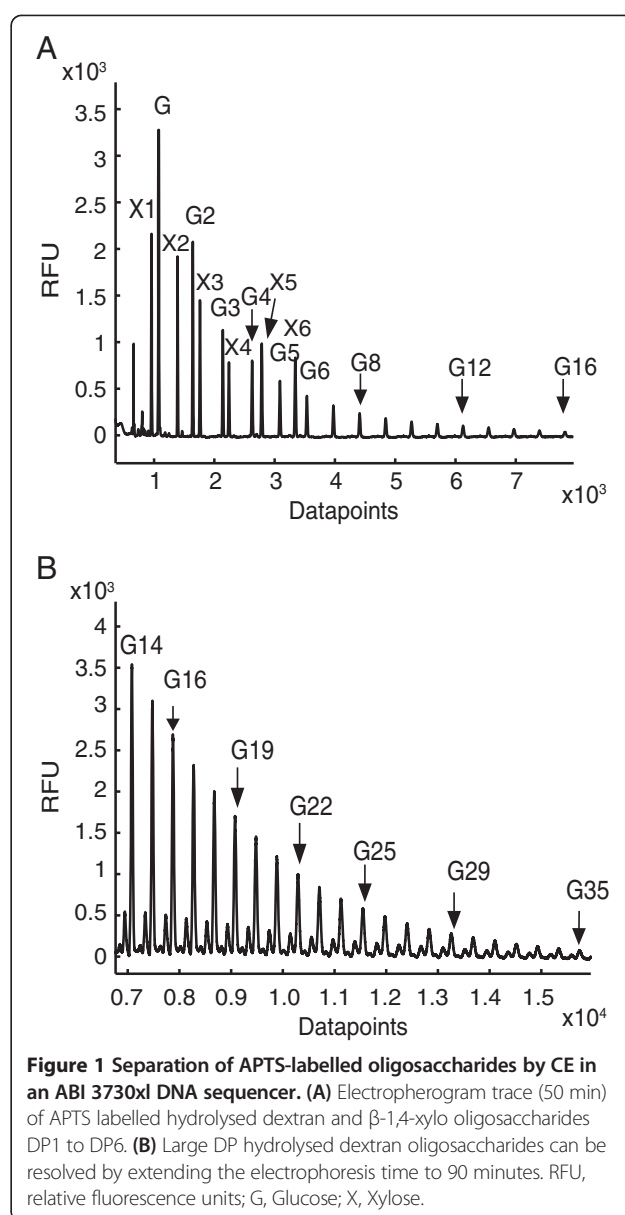 A
x10³
G
3.5
3
2.5
X1
G2
2
X2
X3
1.5
G3
G4
X5
1
X4
X6
G5
0.5
G6
G8
G12
G16
0
RFU
1 2 3 4 5 6 7
x10³
Datapoints
B
x10³
4
G14
3.5
G16
3
2.5
G19
2
G22
1.5
G25
1
G29
G35
0.5
0
RFU
0.7 0.8 0.9 1.0 1.1 1.2 1.3 1.4 1.5
x10⁴
Datapoints
Figure 1 Separation of APTS-labelled oligosaccharides by CE in
an ABI 3730xl DNA sequencer. (A) Electropherogram trace (50 min)
of APTS labelled hydrolysed dextran and β-1,4-xylo oligosaccharides
DP1 to DP6. (B) Large DP hydrolysed dextran oligosaccharides can be
resolved by extending the electrophoresis time to 90 minutes. RFU,
relative fluorescence units; G, Glucose; X, Xylose.